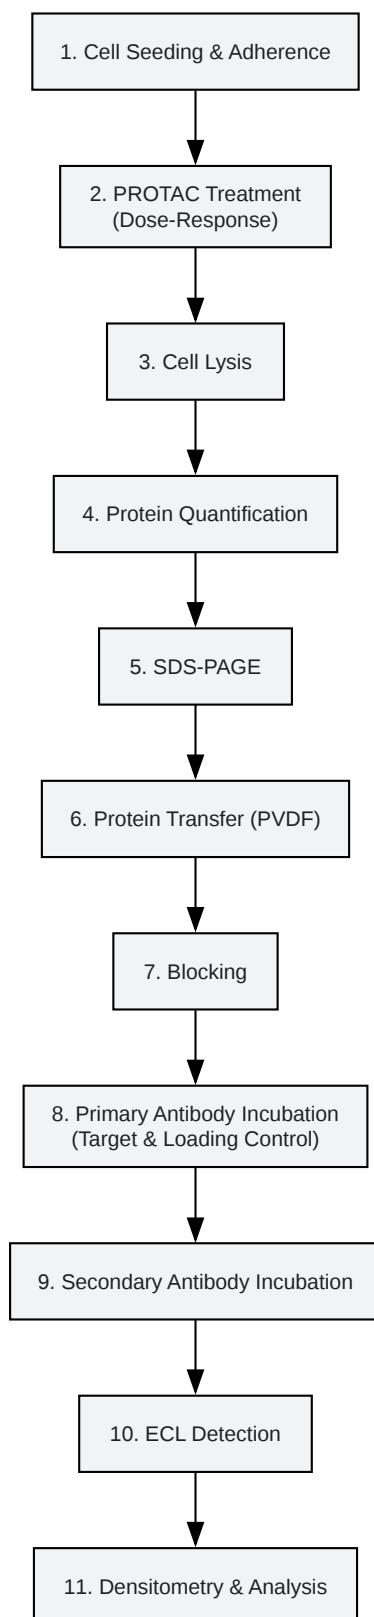 1. Cell Seeding & Adherence
2. PROTAC Treatment
(Dose-Response)
3. Cell Lysis
4. Protein Quantification
5. SDS-PAGE
6. Protein Transfer (PVDF)
7. Blocking
8. Primary Antibody Incubation
(Target & Loading Control)
9. Secondary Antibody Incubation
10. ECL Detection
11. Densitometry & Analysis